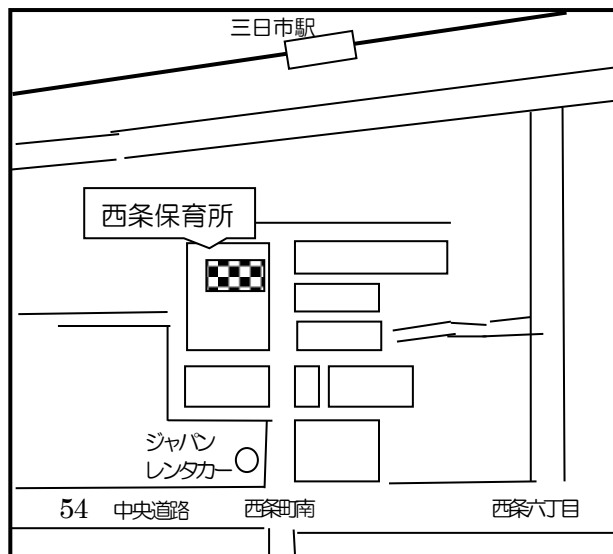 三日市駅
西条保育所
ジャパン
レンタカー
54 中央道路 西条町南 西条六丁目